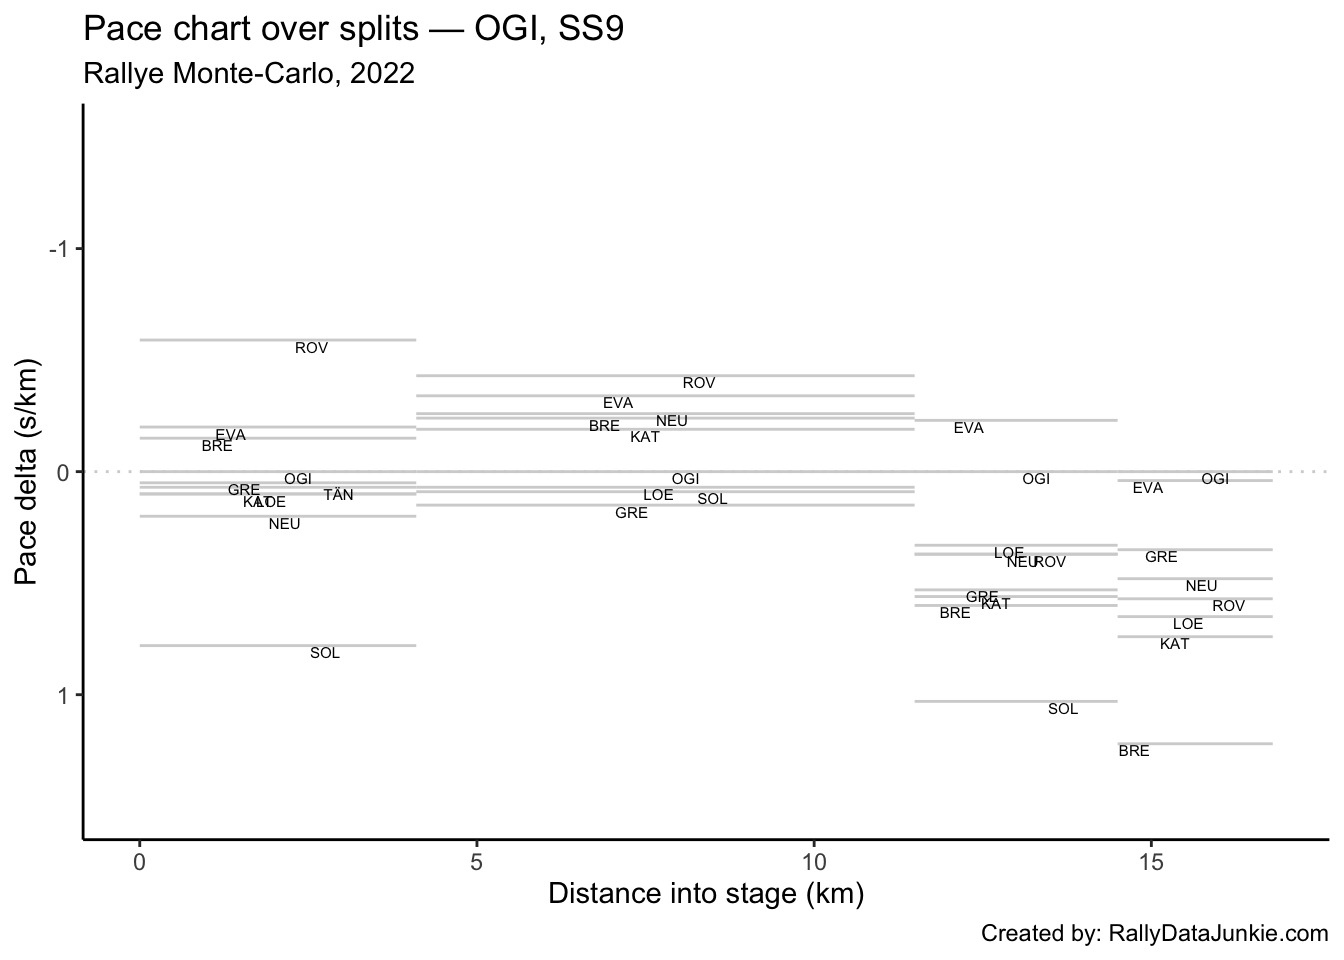 Pace chart over splits — OGI, SS9
Rallye Monte-Carlo, 2022
Pace delta (s/km)
-1
0
1
ROV
EVA
BRE
OGI
GRE
TÄN
KAT
LOE
NEU
SOL
ROV
EVA
NEU
BRE
KAT
OGI
LOE
SOL
GRE
EVA
OGI
LOE
NEU
ROV
GRE
KAT
BRE
SOL
OGI
EVA
GRE
NEU
ROV
LOE
KAT
BRE
0
5
10
15
Distance into stage (km)
Created by: RallyDataJunkie.com